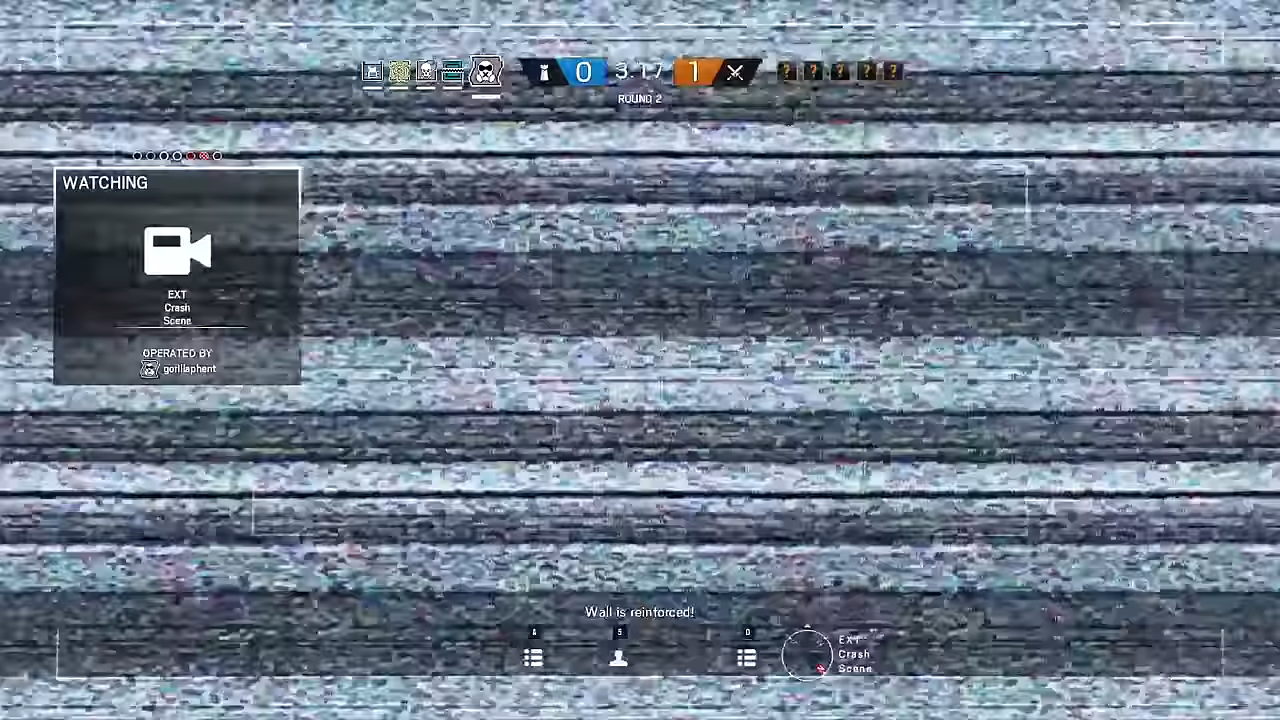 0 3:17 1
? ? ? ? ?
ROUND 2
WATCHING
EXT
Crash
Scene
OPERATED BY
gorillaphent
Wall is reinforced!
A S D
EXT
Crash
Scene